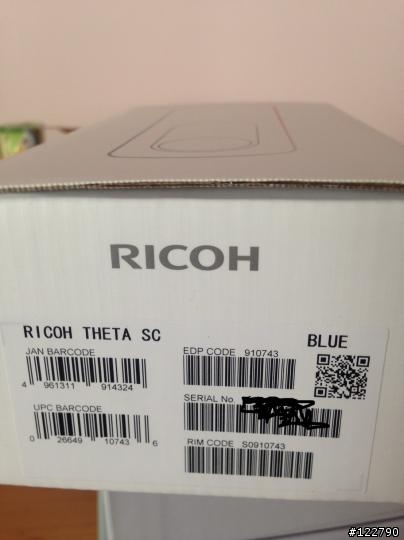 RICOH
RICOH THETA SC
BLUE
JAN BARCODE
4 961311 914324
EDP CODE 910743
UPC BARCODE
0 26649 10743 6
SERIAL No.
RIM CODE S0910743
#122790